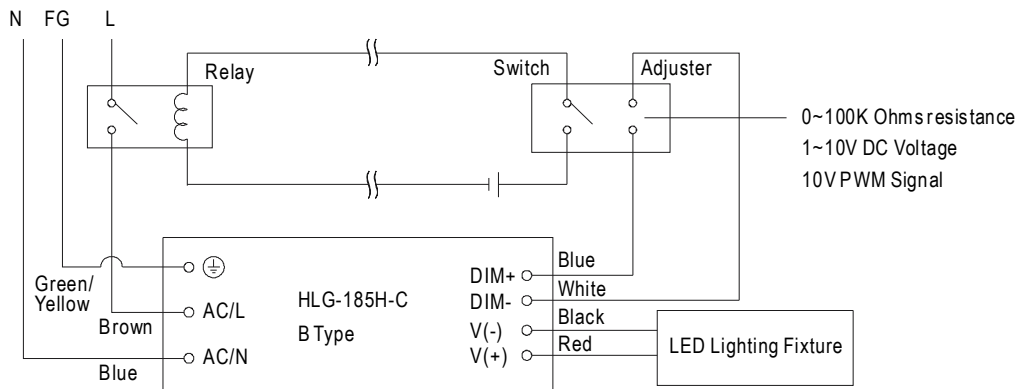 N FG L
Relay
Switch
Adjuster
0~100K Ohms resistance
1~10V DC Voltage
10V PWM Signal
Green/
Yellow
Brown
Blue
AC/L
AC/N
HLG-185H-C
B Type
DIM+
DIM-
V(-)
V(+)
Blue
White
Black
Red
LED Lighting Fixture